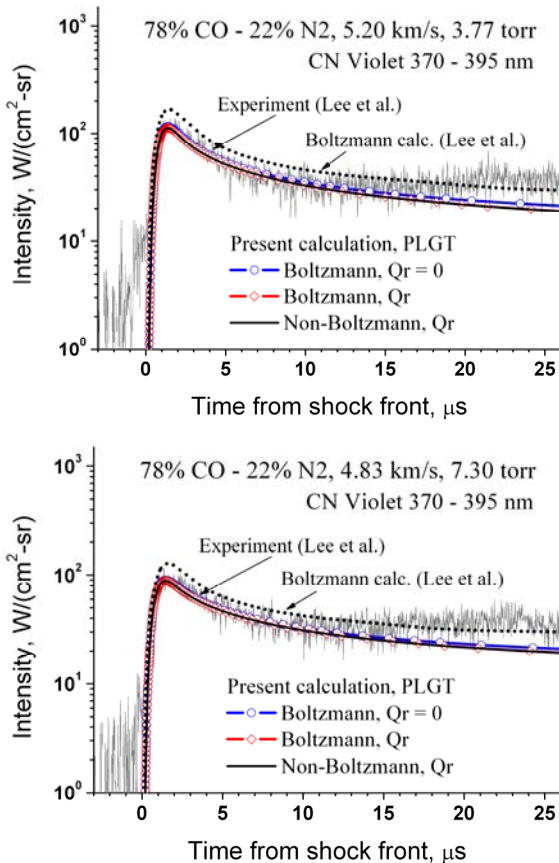 78% CO - 22% N2, 5.20 km/s, 3.77 torr
CN Violet 370 - 395 nm
Experiment (Lee et al.)
Boltzmann calc. (Lee et al.)
Present calculation, PLGT
Boltzmann, Qr = 0
Boltzmann, Qr
Non-Boltzmann, Qr
Intensity, W/(cm²-sr)
10³
10²
10¹
10⁰
0 5 10 15 20 25
Time from shock front, μs
78% CO - 22% N2, 4.83 km/s, 7.30 torr
CN Violet 370 - 395 nm
Experiment (Lee et al.)
Boltzmann calc. (Lee et al.)
Present calculation, PLGT
Boltzmann, Qr = 0
Boltzmann, Qr
Non-Boltzmann, Qr
Intensity, W/(cm²-sr)
10³
10²
10¹
10⁰
0 5 10 15 20 25
Time from shock front, μs